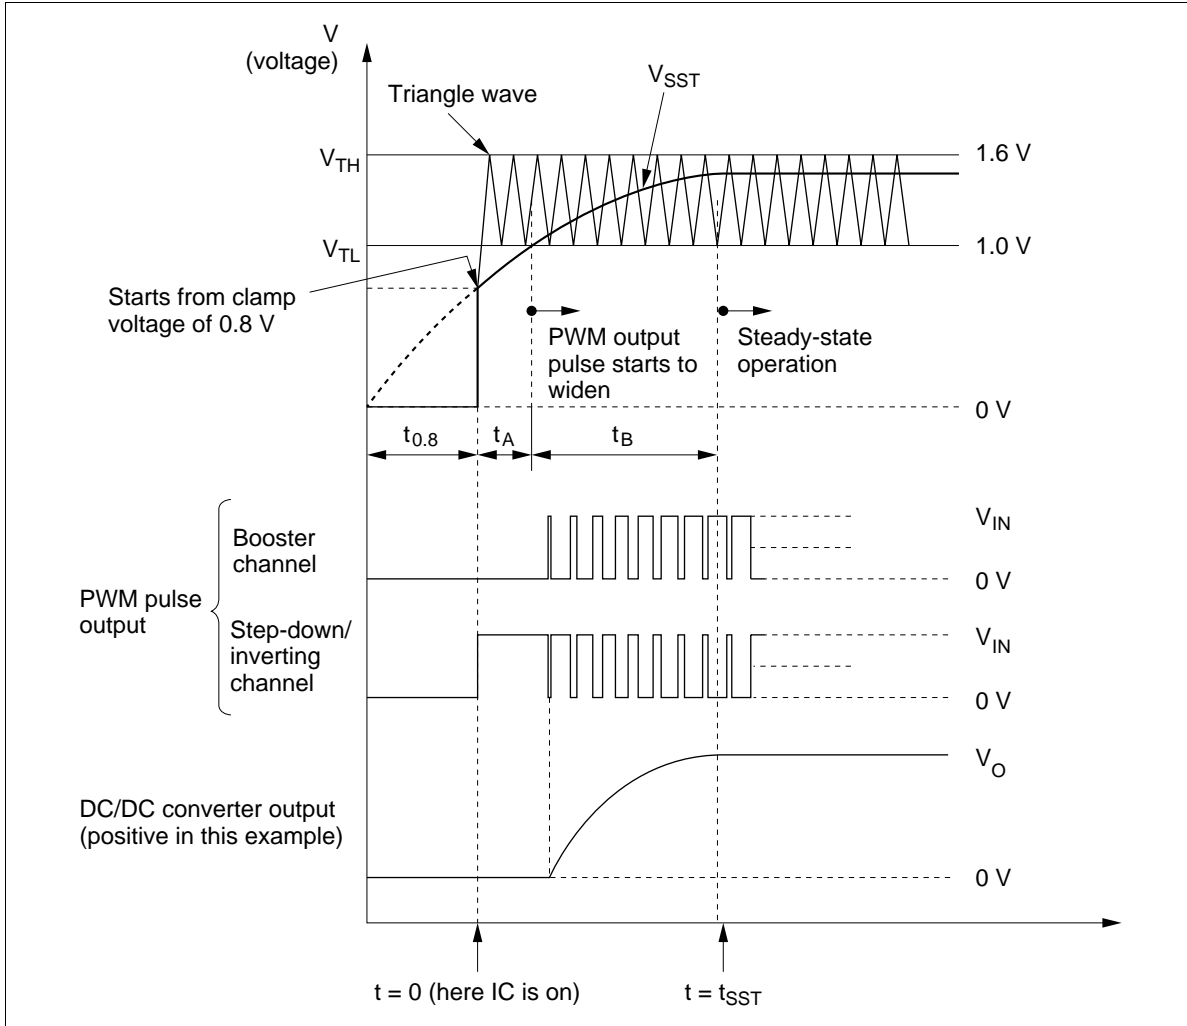 V
(voltage)
Triangle wave
VSST
VTH
1.6 V
VTL
1.0 V
Starts from clamp
voltage of 0.8 V
PWM output
pulse starts to
widen
Steady-state
operation
0 V
t0.8
tA
tB
PWM pulse
output
Booster
channel
VIN
0 V
Step-down/
inverting
channel
VIN
0 V
DC/DC converter output
(positive in this example)
VO
0 V
t = 0 (here IC is on)
t = tSST